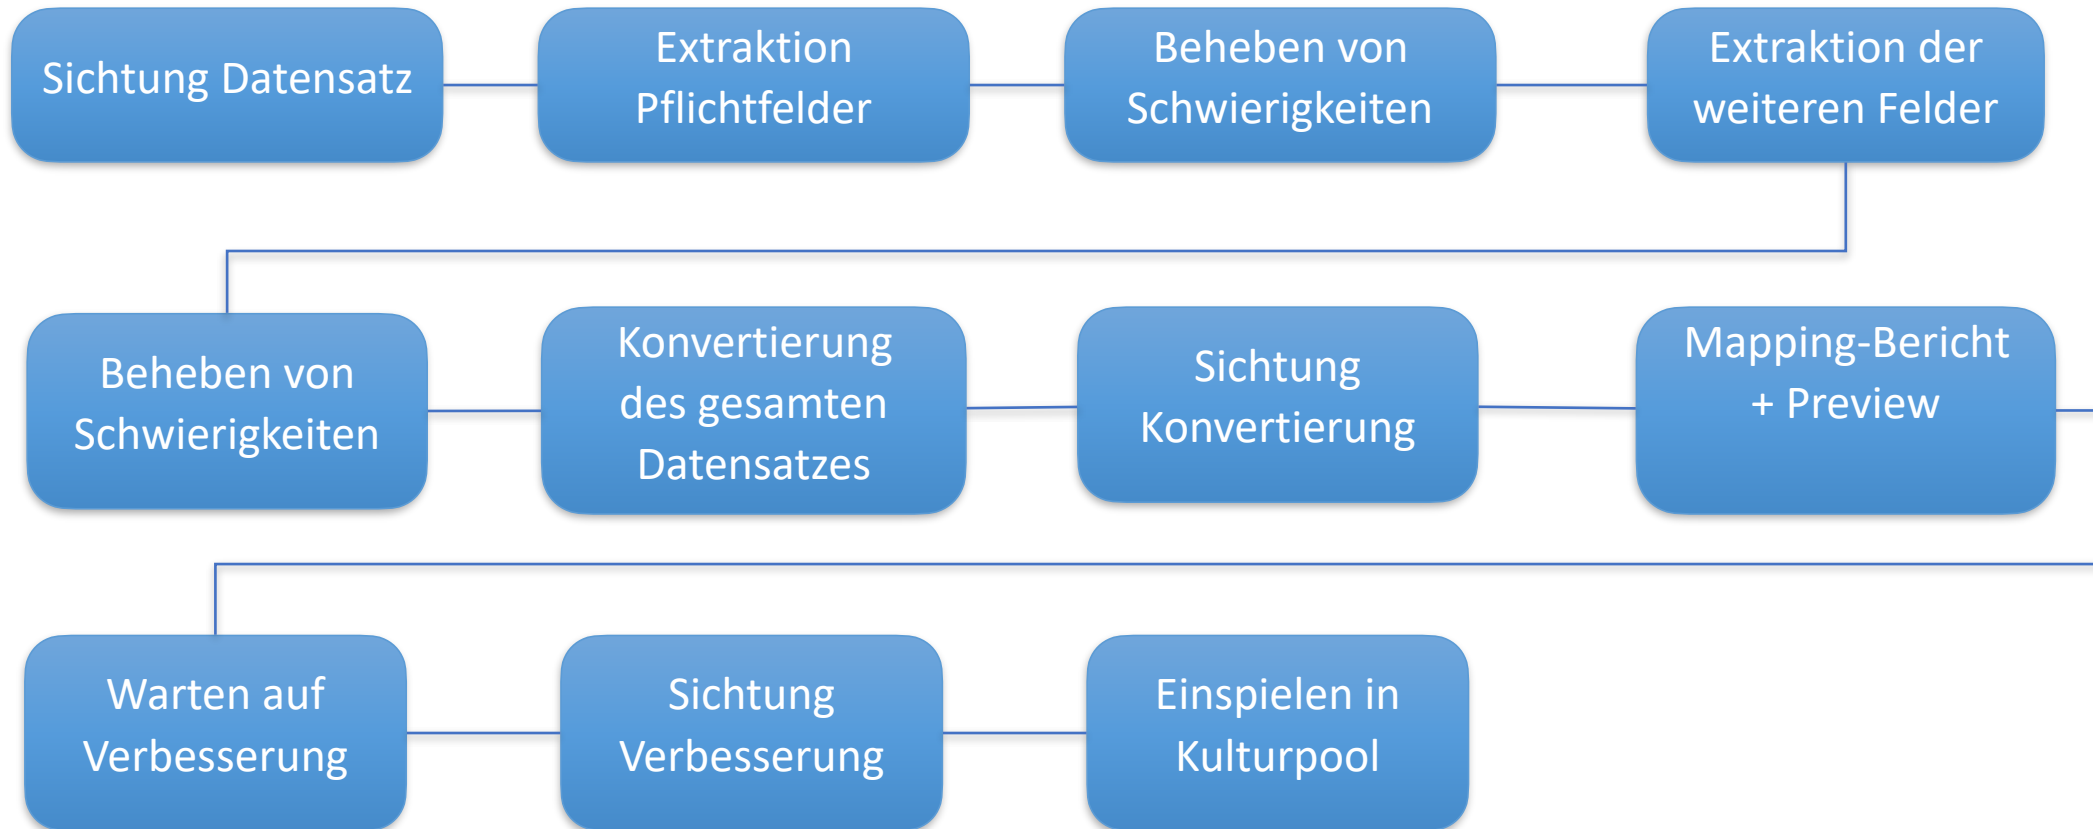 Sichtung Datensatz
Extraktion
Pflichtfelder
Beheben von
Schwierigkeiten
Extraktion der
weiteren Felder
Beheben von
Schwierigkeiten
Konvertierung
des gesamten
Datensatzes
Sichtung
Konvertierung
Mapping-Bericht
+ Preview
Warten auf
Verbesserung
Sichtung
Verbesserung
Einspielen in
Kulturpool